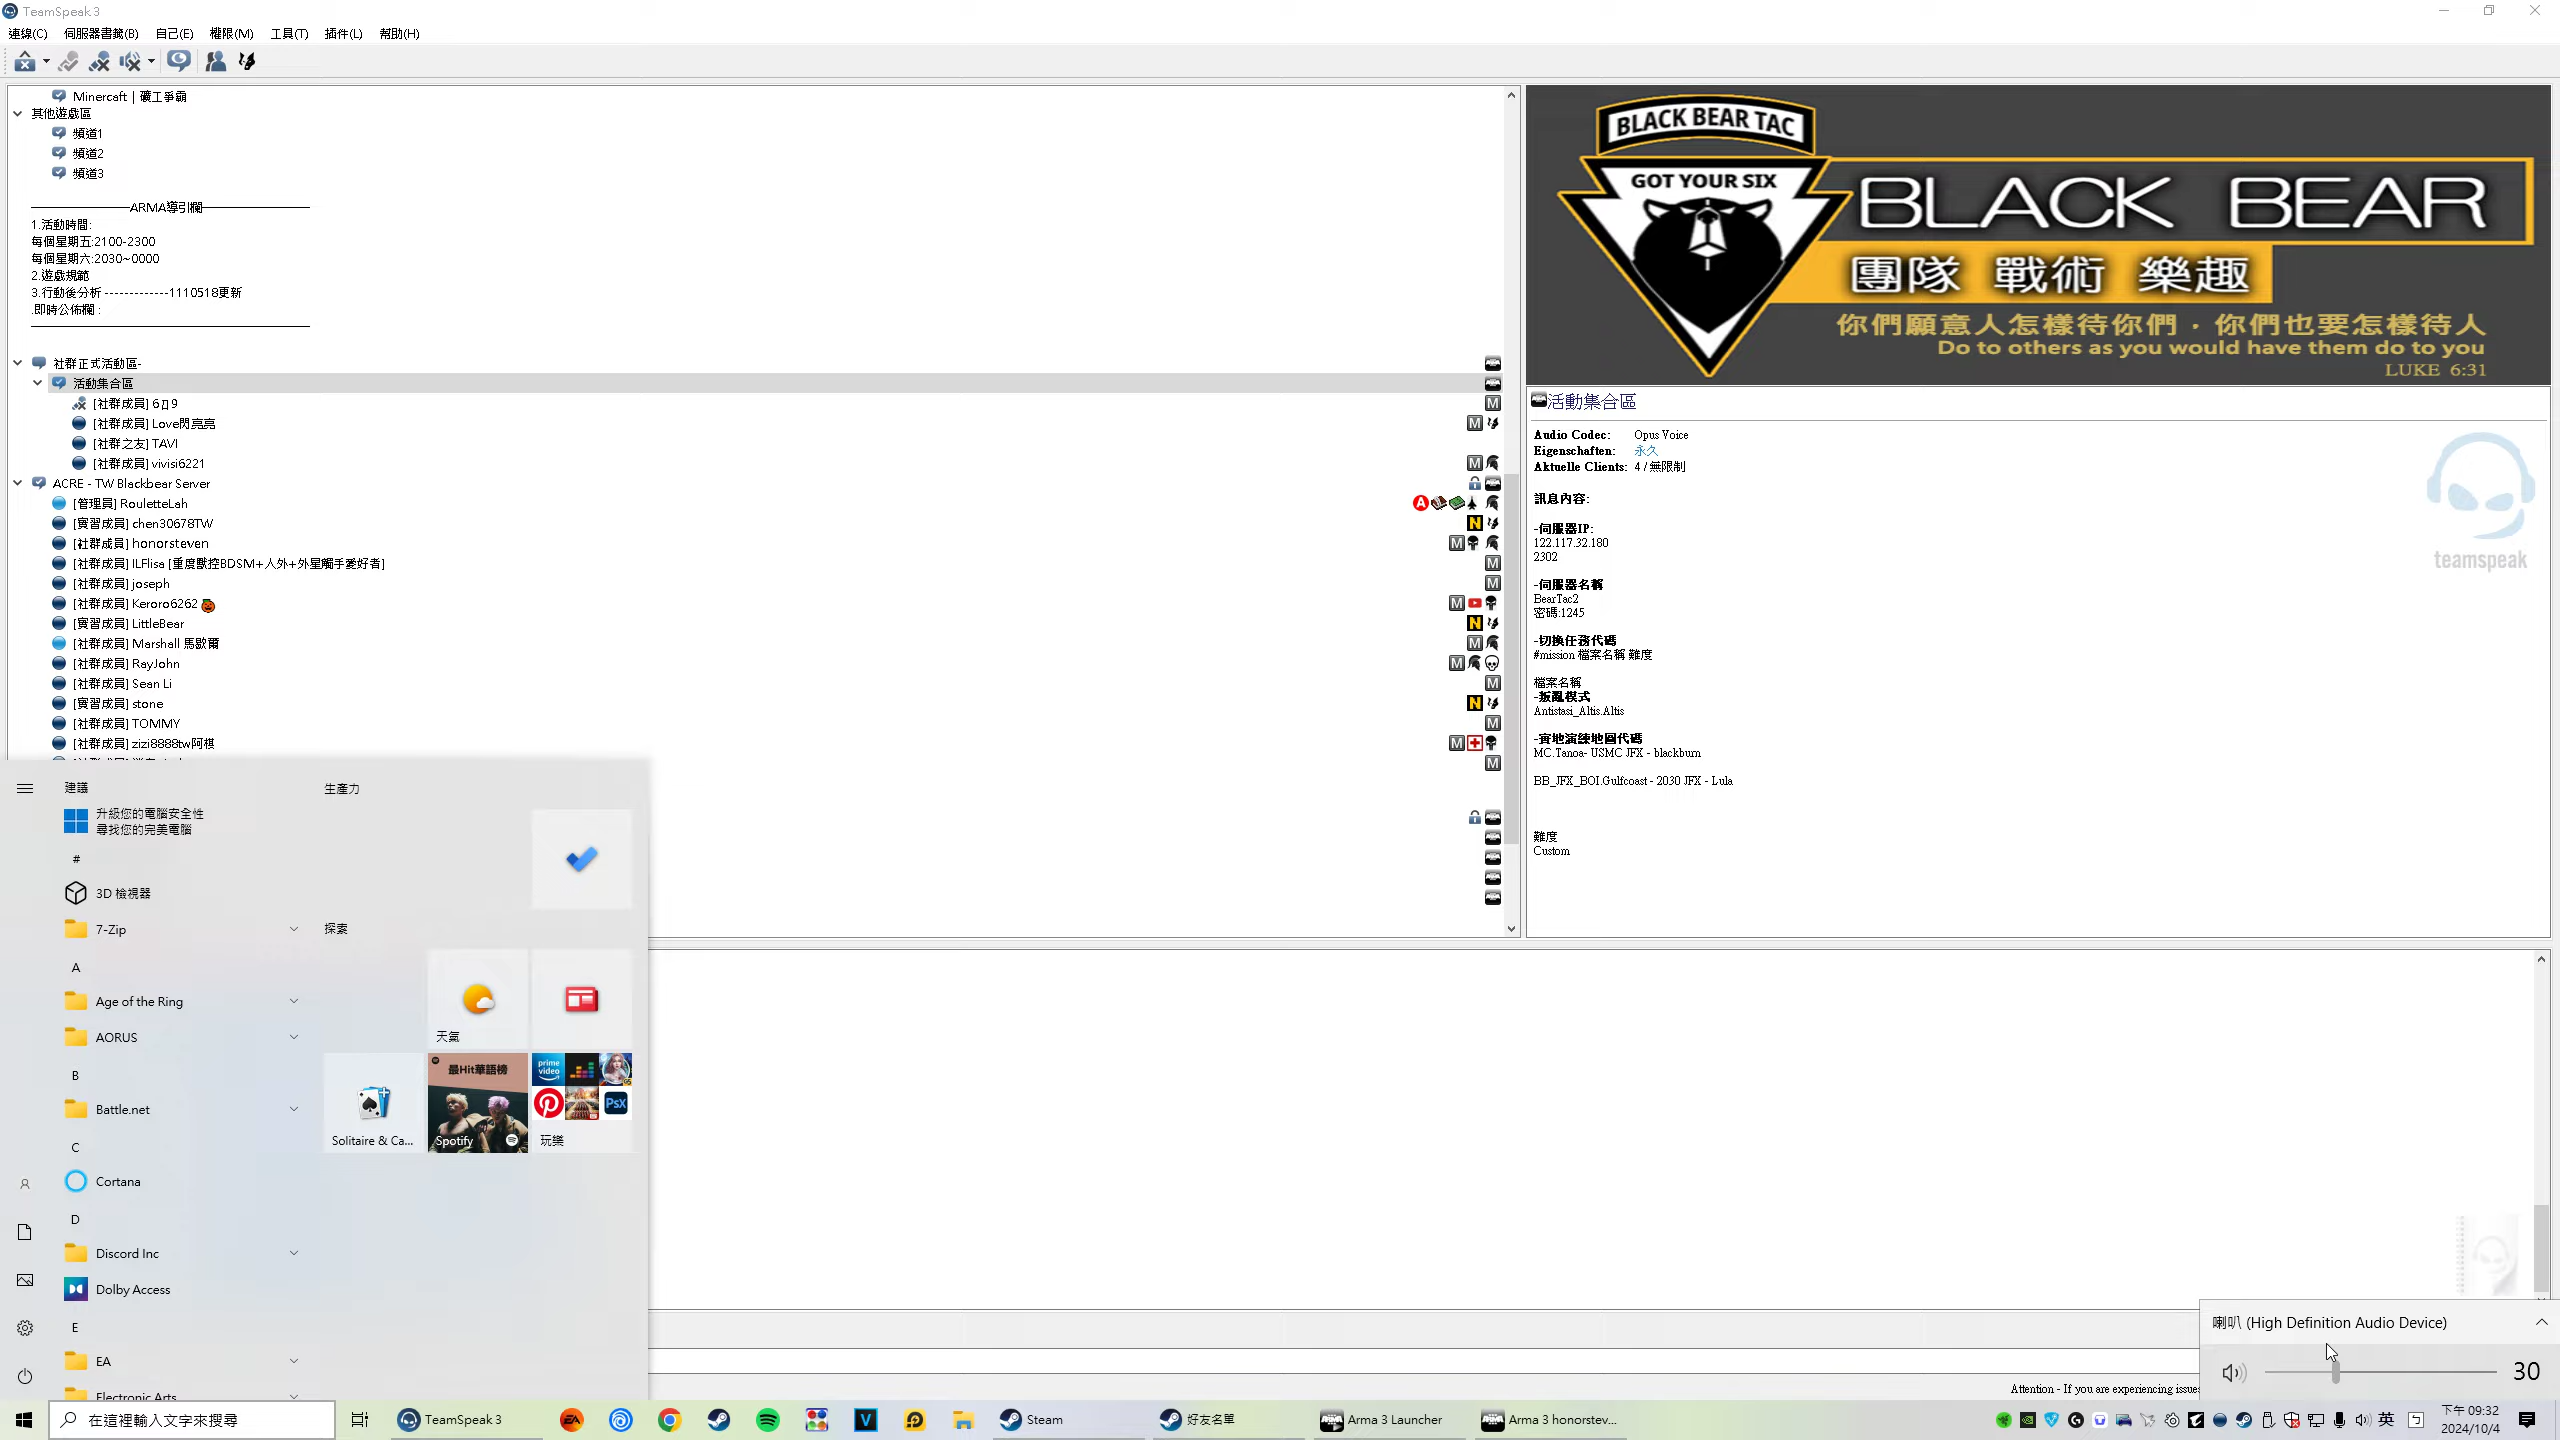 TeamSpeak 3
連線(C) 伺服器書籤(B) 自己(E) 權限(M) 工具(T) 插件(L) 幫助(H)
Minercaft | 礦工爭霸
其他遊戲區
頻道1
頻道2
頻道3
ARMA導引欄
1.活動時間:
每個星期五:2100-2300
每個星期六:2030~0000
2.遊戲規範
3.行動後分析 -------------1110518更新
.即時公佈欄 :
社群正式活動區-
活動集合區
[社群成員] 6ㄐ9
[社群成員] Love閃亮亮
[社群之友] TAVI
[社群成員] vivisi6221
ACRE - TW Blackbear Server
[管理員] RouletteLah
[實習成員] chen30678TW
[社群成員] honorsteven
[社群成員] ILFlisa [重度獸控BDSM+人外+外星觸手愛好者]
[社群成員] joseph
[社群成員] Keroro6262
[實習成員] LittleBear
[社群成員] Marshall 馬歇爾
[社群成員] RayJohn
[社群成員] Sean Li
[實習成員] stone
[社群成員] TOMMY
[社群成員] zizi8888tw阿棋
BLACK BEAR TAC
GOT YOUR SIX
BLACK BEAR
團隊 戰術 樂趣
你們願意人怎樣待你們，你們也要怎樣待人
Do to others as you would have them do to you
LUKE 6:31
活動集合區
Audio Codec: Opus Voice
Eigenschaften: 永久
Aktuelle Clients: 4 / 無限制
訊息內容:
-伺服器IP:
122.117.32.180
2302
-伺服器名稱
BearTac2
密碼:1245
-切換任務代碼
#mission 檔案名稱 難度
檔案名稱
-叛亂模式
Antistasi_Altis.Altis
-實地演練地圖代碼
MC.Tanoa- USMC JFX - blackburn
BB_JFX_BOI.Gulfcoast - 2030 JFX - Lula
難度
Custom
teamspeak
建議
升級您的電腦安全性
尋找您的完美電腦
#
3D 檢視器
7-Zip
A
Age of the Ring
AORUS
B
Battle.net
C
Cortana
D
Discord Inc
Dolby Access
E
EA
Electronic Arts
生產力
探索
天氣
Solitaire & Ca...
最Hit華語榜
Spotify
prime video
PsX
玩樂
喇叭 (High Definition Audio Device)
30
Attention - If you are experiencing issues
在這裡輸入文字來搜尋
TeamSpeak 3
Steam
好友名單
Arma 3 Launcher
Arma 3 honorstev...
英
下午 09:32
2024/10/4